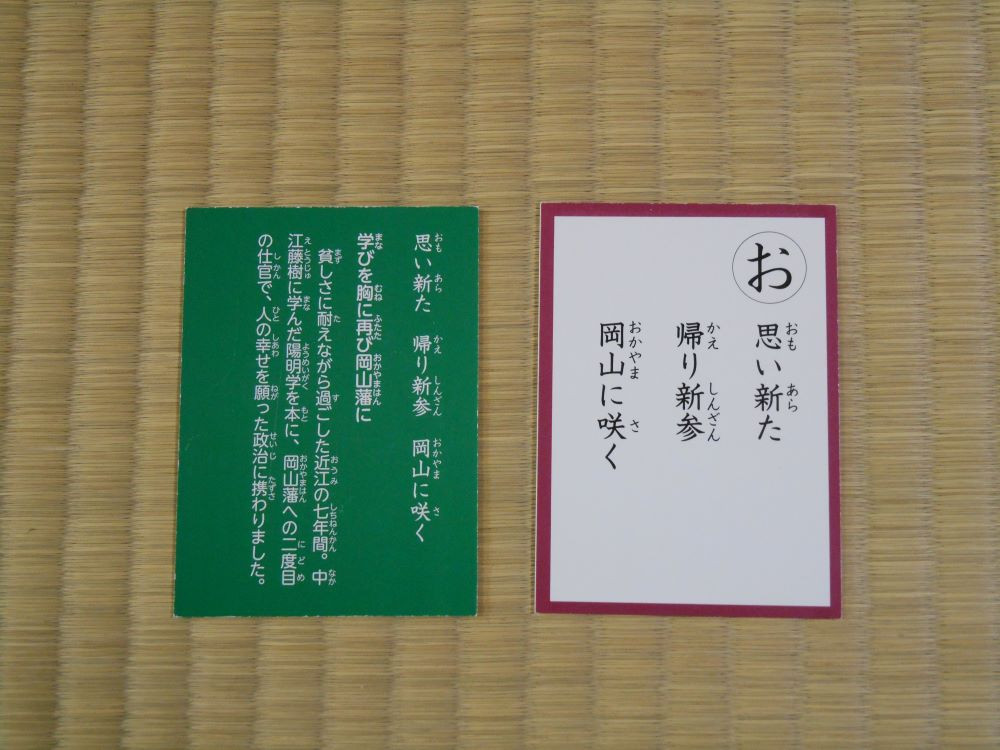 思い新た　帰り新参　岡山に咲く
学びを胸に再び岡山藩に
貧しさに耐えながら過ごした近江の七年間。中
江藤樹に学んだ陽明学を本に、岡山藩への二度目
の仕官で、人の幸せを願った政治に携わりました。
お
思い新た
帰り新参
岡山に咲く